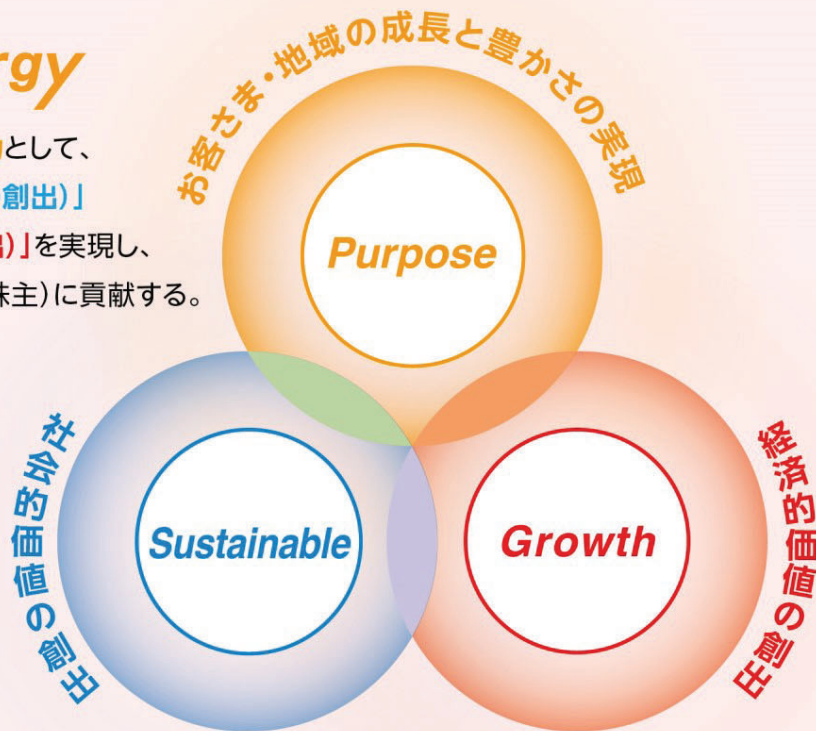 rgy
として、
創出)」
)」を実現し、
株主)に貢献する。
お客さま・地域の成長と豊かさの実現
Purpose
社会的価値の創出
Sustainable
経済的価値の創出
Growth